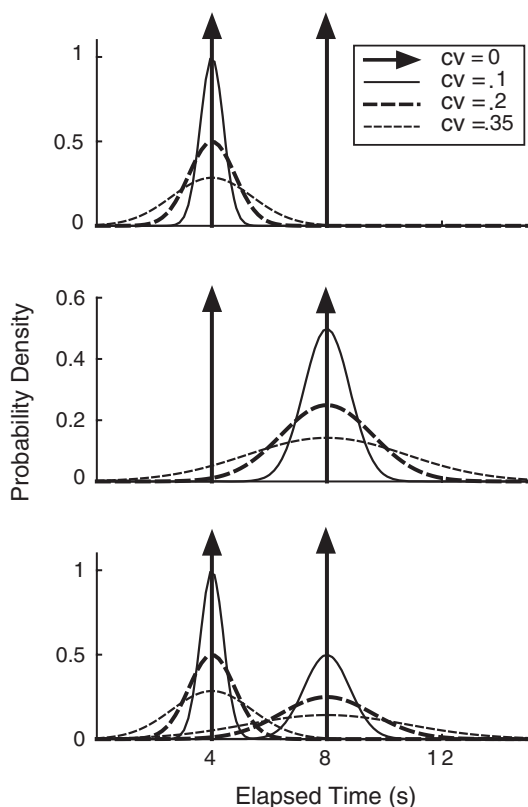 1
0.5
0
cv = 0
cv = .1
cv = .2
cv = .35
Probability Density
0.6
0.4
0.2
0
1
0.5
0
12
4
8
12
Elapsed Time (s)